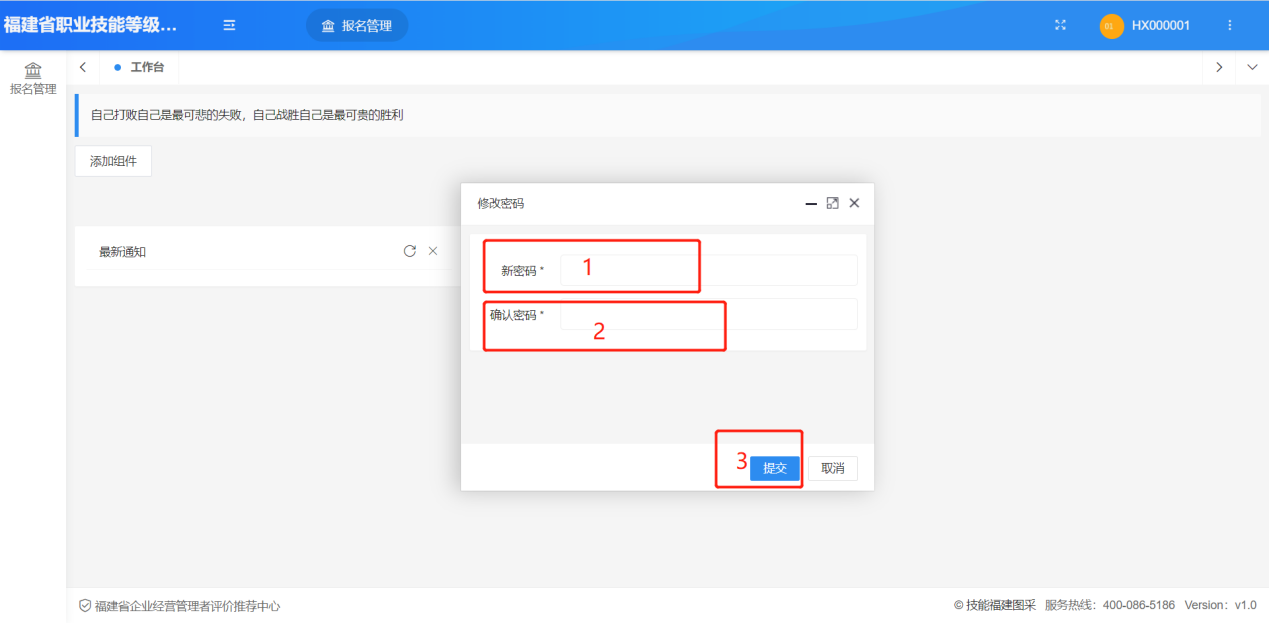 福建省职业技能等级...
报名管理
01
HX000001
报名管理
工作台
自己打败自己是最可悲的失败，自己战胜自己是最可贵的胜利
添加组件
最新通知
修改密码
新密码 *
1
确认密码 *
2
3
提交
取消
福建省企业经营管理者评价推荐中心
© 技能福建图采 服务热线：400-086-5186 Version：v1.0